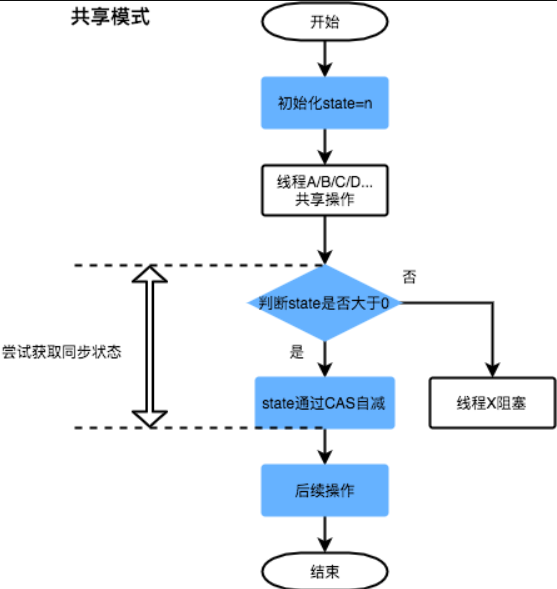 共享模式
开始
初始化state=n
线程A/B/C/D...
共享操作
判断state是否大于0
否
尝试获取同步状态
是
state通过CAS自减
线程X阻塞
后续操作
结束